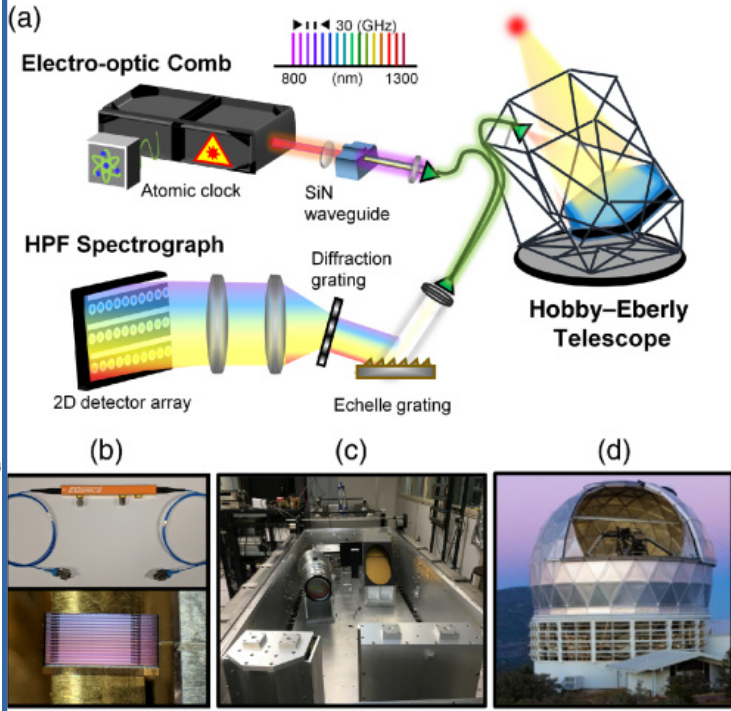 (a)
30 (GHz)
Electro-optic Comb
800 (nm) 1300
Atomic clock
SiN
waveguide
HPF Spectrograph
Diffraction
grating
Hobby–Eberly
Telescope
2D detector array
Echelle grating
(b) (c) (d)